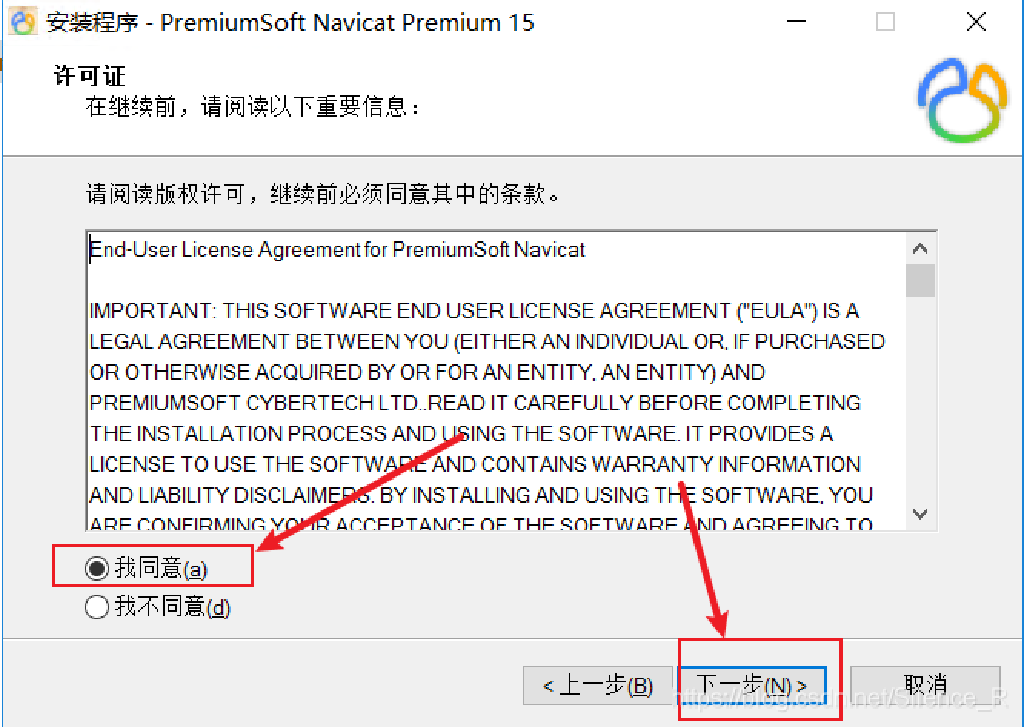 安装程序 - PremiumSoft Navicat Premium 15
许可证
在继续前，请阅读以下重要信息：
请阅读版权许可，继续前必须同意其中的条款。
End-User License Agreement for PremiumSoft Navicat
IMPORTANT: THIS SOFTWARE END USER LICENSE AGREEMENT ("EULA") IS A
LEGAL AGREEMENT BETWEEN YOU (EITHER AN INDIVIDUAL OR, IF PURCHASED
OR OTHERWISE ACQUIRED BY OR FOR AN ENTITY, AN ENTITY) AND
PREMIUMSOFT CYBERTECH LTD..READ IT CAREFULLY BEFORE COMPLETING
THE INSTALLATION PROCESS AND USING THE SOFTWARE. IT PROVIDES A
LICENSE TO USE THE SOFTWARE AND CONTAINS WARRANTY INFORMATION
AND LIABILITY DISCLAIMERS. BY INSTALLING AND USING THE SOFTWARE, YOU
ARE CONFIRMING YOUR ACCEPTANCE OF THE SOFTWARE AND AGREEING TO
我同意(a)
我不同意(d)
< 上一步(B) 下一步(N) > 取消
https://blog.csdn.net/Silence_R